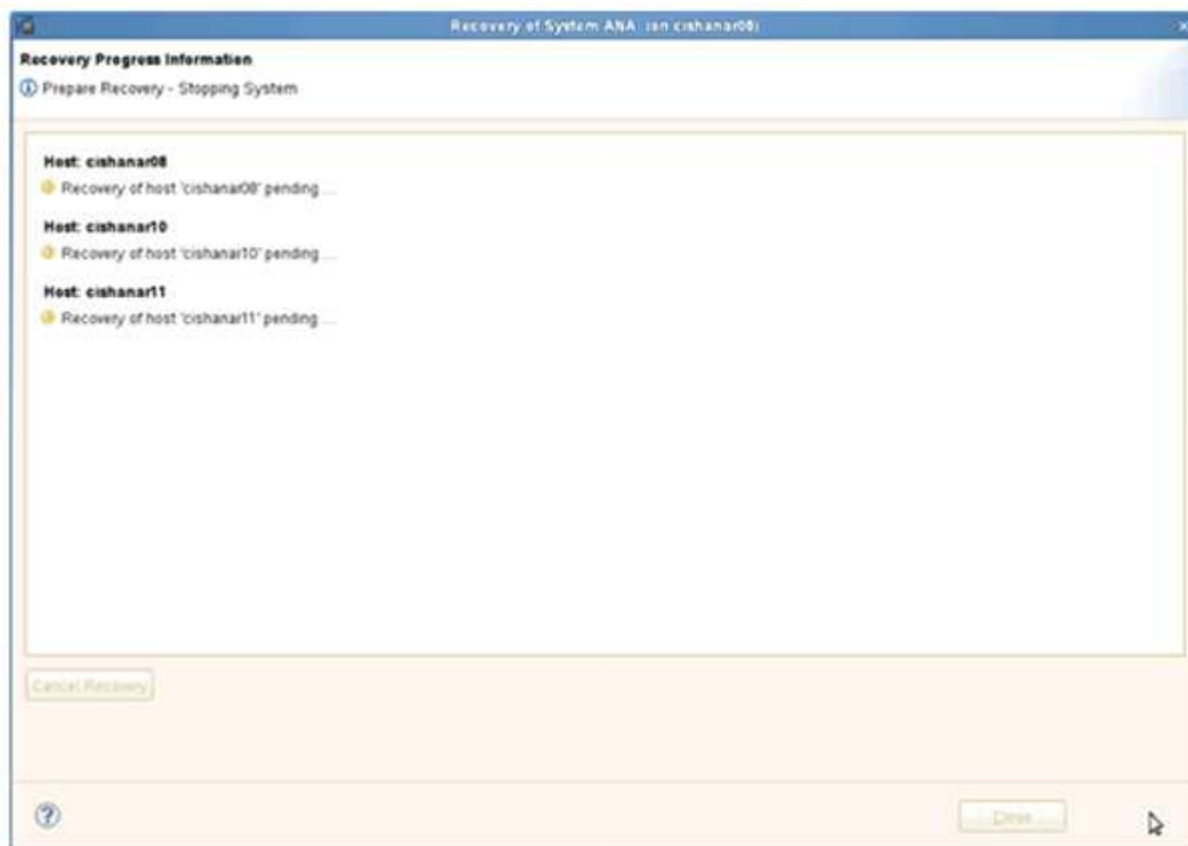 Recovery of System ANA (on cishanar08)
Recovery Progress Information
Prepare Recovery - Stopping System
Host: cishanar08
Recovery of host 'cishanar08' pending ...
Host: cishanar10
Recovery of host 'cishanar10' pending ...
Host: cishanar11
Recovery of host 'cishanar11' pending ...
Cancel Recovery
Close